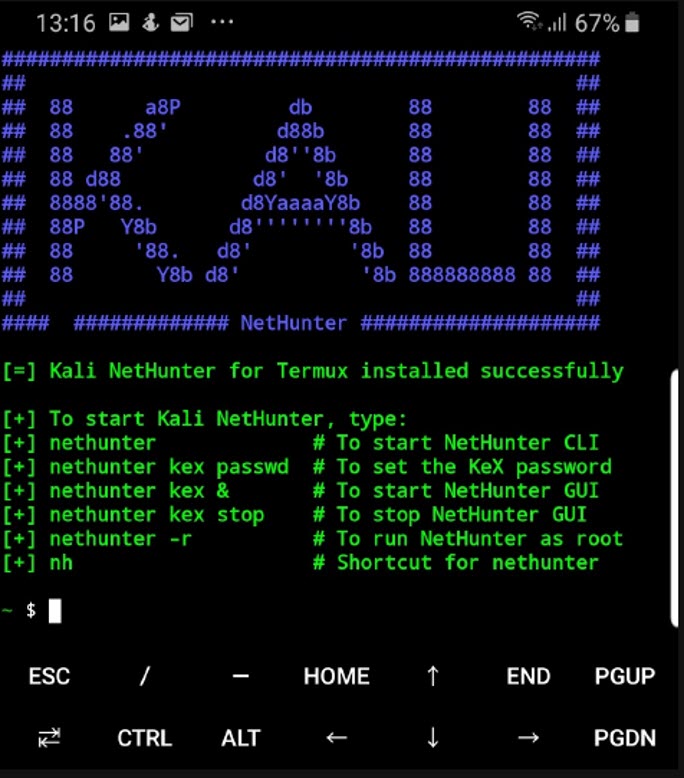 13:16 ... 67%
##################################################
##                                              ##
##  88      a8P         db        88        88  ##
##  88    .88'         d88b       88        88  ##
##  88   88'          d8''8b      88        88  ##
##  88 d88           d8'  '8b     88        88  ##
##  8888'88.        d8YaaaaY8b    88        88  ##
##  88P   Y8b      d8''''''''8b   88        88  ##
##  88     '88.   d8'        '8b  88        88  ##
##  88       Y8b d8'          '8b 888888888 88  ##
##                                              ##
####  ############# NetHunter ####################
[=] Kali NetHunter for Termux installed successfully
[+] To start Kali NetHunter, type:
[+] nethunter             # To start NetHunter CLI
[+] nethunter kex passwd  # To set the KeX password
[+] nethunter kex &       # To start NetHunter GUI
[+] nethunter kex stop    # To stop NetHunter GUI
[+] nethunter -r          # To run NetHunter as root
[+] nh                    # Shortcut for nethunter
~ $
ESC / — HOME ↑ END PGUP
⇄ CTRL ALT ← ↓ → PGDN